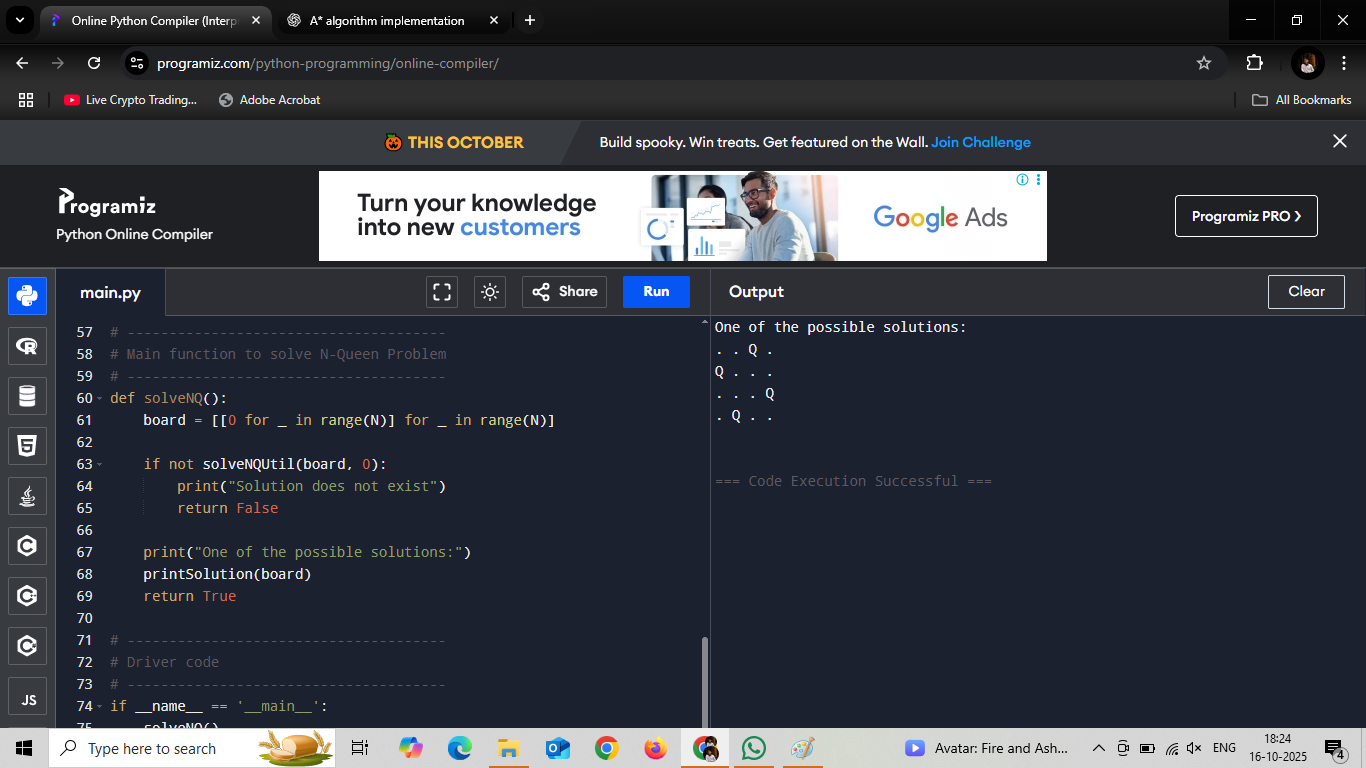 Online Python Compiler (Interp
A* algorithm implementation
programiz.com/python-programming/online-compiler/
Live Crypto Trading...
Adobe Acrobat
All Bookmarks
THIS OCTOBER
Build spooky. Win treats. Get featured on the Wall. Join Challenge
Programiz
Python Online Compiler
Turn your knowledge
into new customers
Google Ads
Programiz PRO >
main.py
Share
Run
Output
Clear
57 # --------------------------------------
58 # Main function to solve N-Queen Problem
59 # --------------------------------------
60 def solveNQ():
61     board = [[0 for _ in range(N)] for _ in range(N)]
62
63     if not solveNQUtil(board, 0):
64         print("Solution does not exist")
65         return False
66
67     print("One of the possible solutions:")
68     printSolution(board)
69     return True
70
71 # --------------------------------------
72 # Driver code
73 # --------------------------------------
74 if __name__ == '__main__':
75     solveNQ()
One of the possible solutions:
. . Q .
Q . . .
. . . Q
. Q . .
=== Code Execution Successful ===
R
JS
Type here to search
Avatar: Fire and Ash...
ENG
18:24
16-10-2025
4